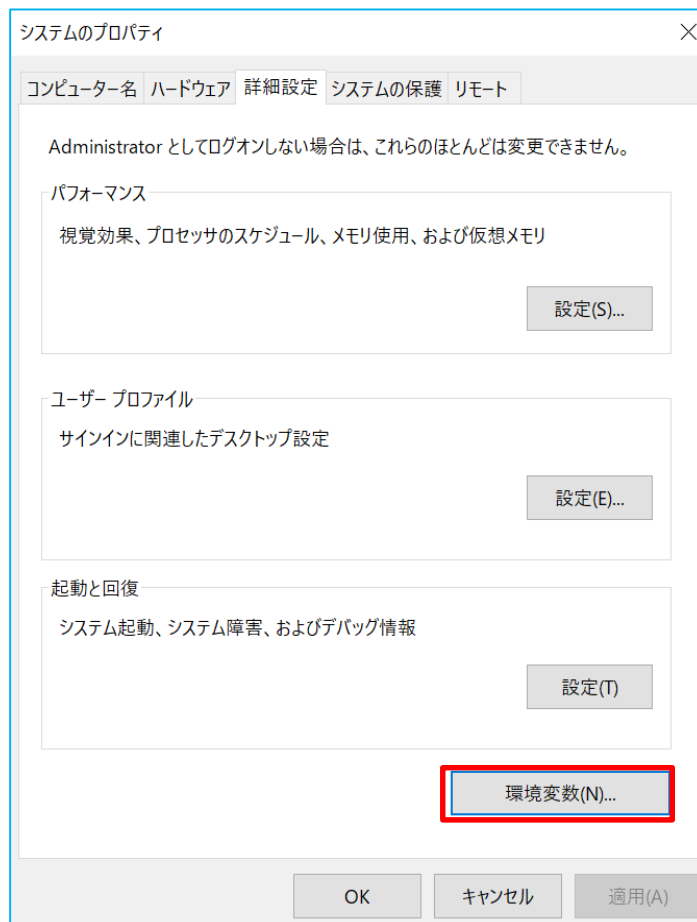 システムのプロパティ
コンピューター名 ハードウェア 詳細設定 システムの保護 リモート
Administrator としてログオンしない場合は、これらのほとんどは変更できません。
パフォーマンス
視覚効果、プロセッサのスケジュール、メモリ使用、および仮想メモリ
設定(S)...
ユーザー プロファイル
サインインに関連したデスクトップ設定
設定(E)...
起動と回復
システム起動、システム障害、およびデバッグ情報
設定(T)
環境変数(N)...
OK キャンセル 適用(A)